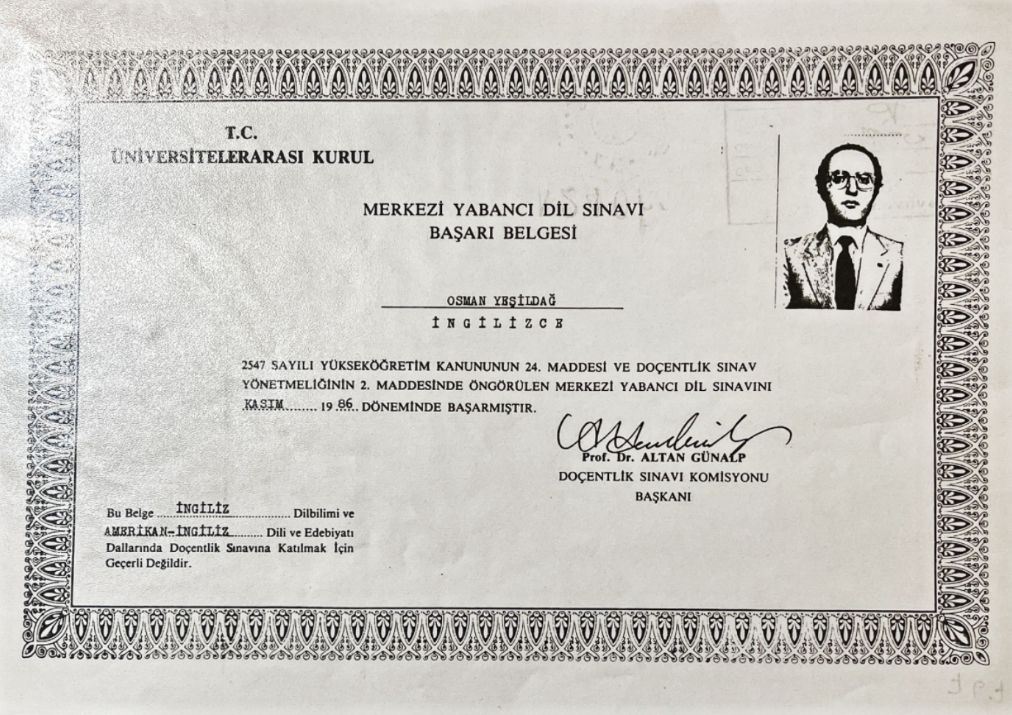 T.C.
ÜNİVERSİTELERARASI KURUL
MERKEZİ YABANCI DİL SINAVI
BAŞARI BELGESİ
OSMAN YEŞİLDAĞ
İNGİLİZCE
2547 SAYILI YÜKSEKÖĞRETİM KANUNUNUN 24. MADDESİ VE DOÇENTLİK SINAV
YÖNETMELİĞİNİN 2. MADDESİNDE ÖNGÖRÜLEN MERKEZİ YABANCI DİL SINAVINI
KASIM........ 19 86. DÖNEMİNDE BAŞARMIŞTIR.
Prof. Dr. ALTAN GÜNALP
DOÇENTLİK SINAVI KOMİSYONU
BAŞKANI
Bu Belge ....İNGİLİZ............... Dilbilimi ve
AMERİKAN-İNGİLİZ......... Dili ve Edebiyatı
Dallarında Doçentlik Sınavına Katılmak İçin
Geçerli Değildir.